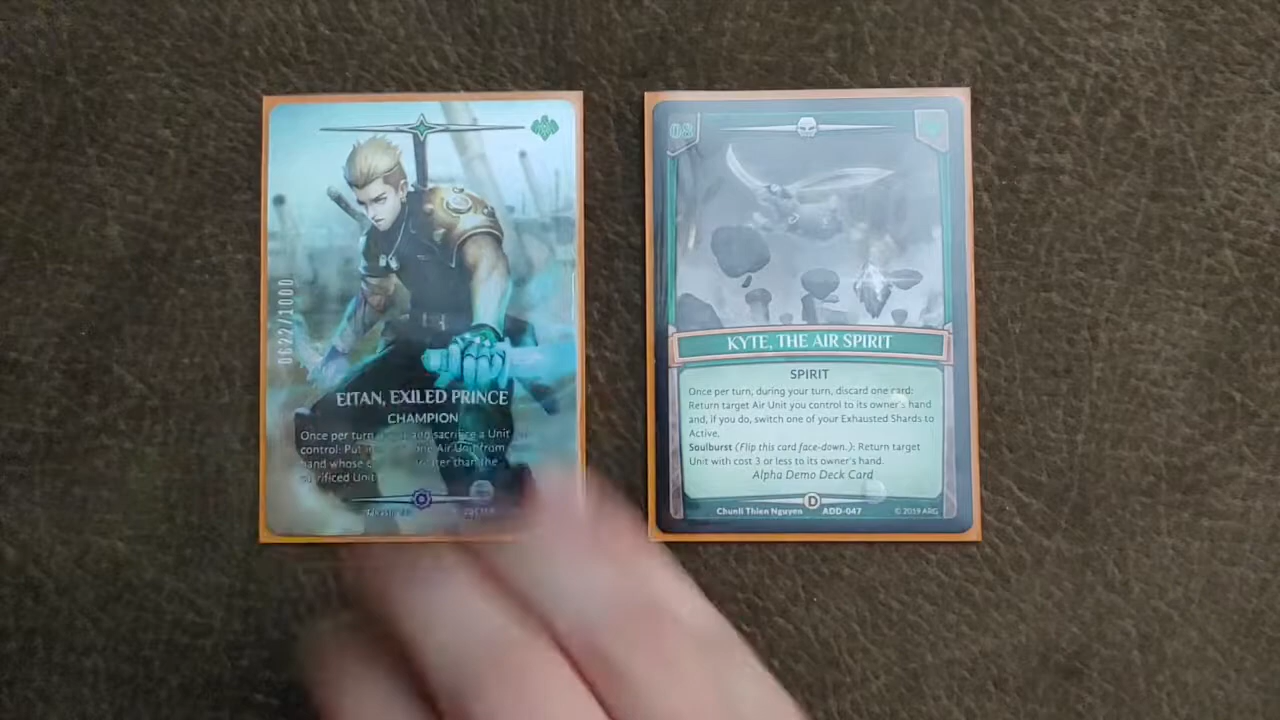 0622/1000
EITAN, EXILED PRINCE
CHAMPION
Once per turn and sacrifice a Unit
control: Put one Air Unit from
hand whose than the
sacrificed Unit
08
KYTE, THE AIR SPIRIT
SPIRIT
Once per turn, during your turn, discard one card:
Return target Air Unit you control to its owner's hand
and, if you do, switch one of your Exhausted Shards to
Active.
Soulburst (Flip this card face-down.): Return target
Unit with cost 3 or less to its owner's hand.
Alpha Demo Deck Card
Chunli Thien Nguyen D ADD-047 © 2019 ARG